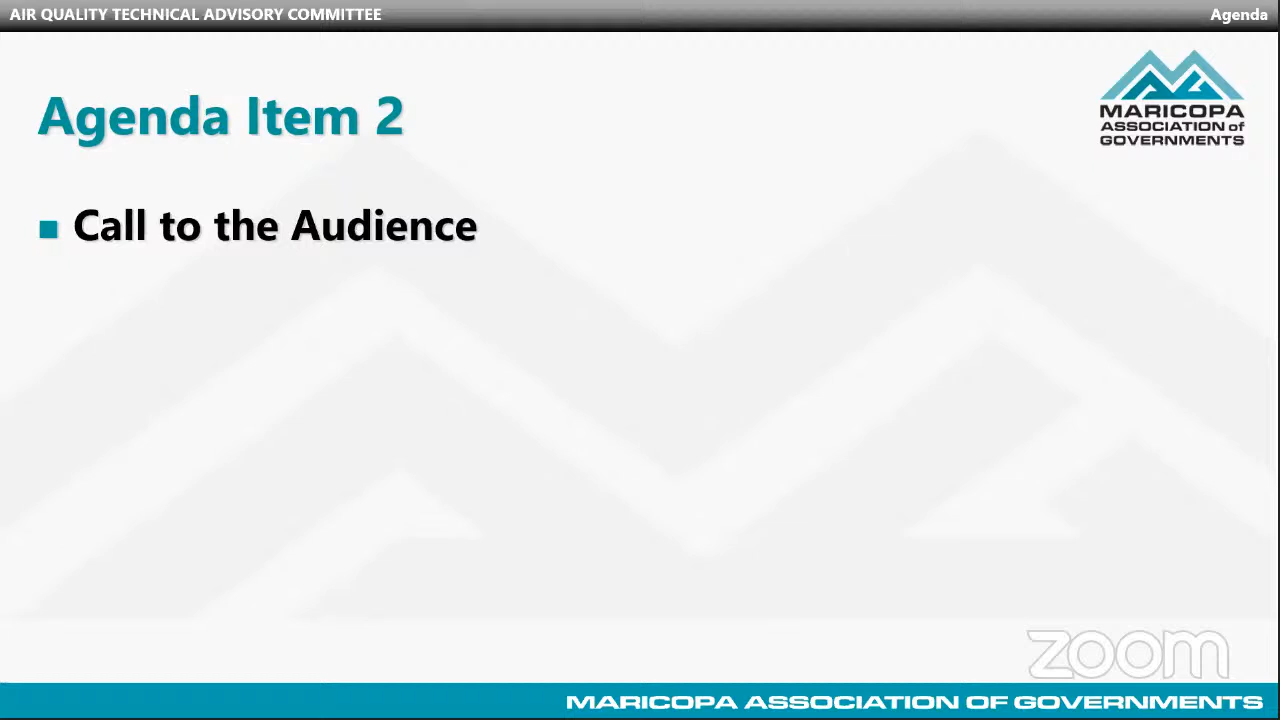 AIR QUALITY TECHNICAL ADVISORY COMMITTEE
Agenda
MARICOPA
ASSOCIATION of
GOVERNMENTS
Agenda Item 2
Call to the Audience
zoom
MARICOPA ASSOCIATION OF GOVERNMENTS